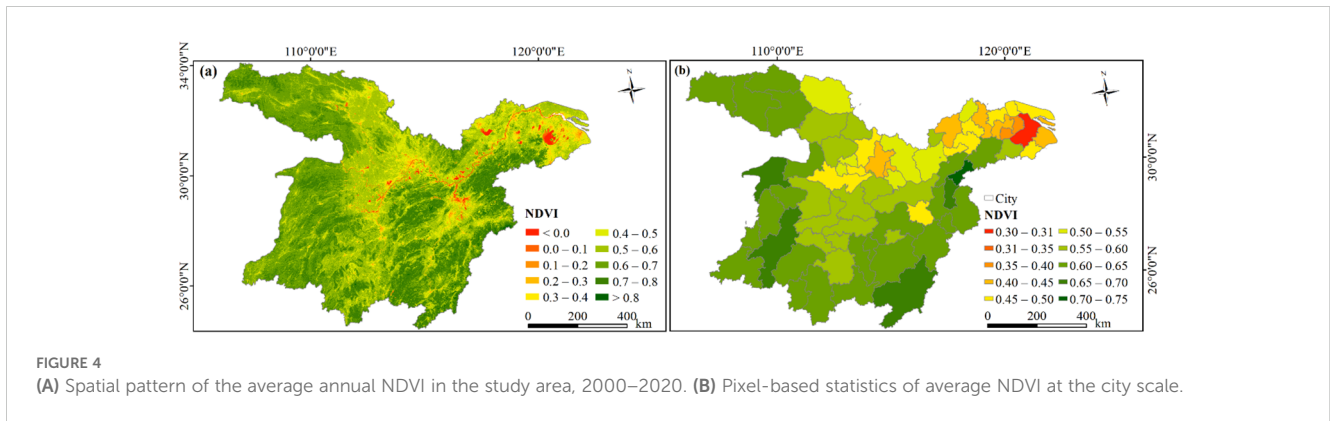 110°0'0"E
120°0'0"E
34°0'0"N
30°0'0"N
26°0'0"N
(a)
N
NDVI
< 0.0
0.0 – 0.1
0.1 – 0.2
0.2 – 0.3
0.3 – 0.4
0.4 – 0.5
0.5 – 0.6
0.6 – 0.7
0.7 – 0.8
> 0.8
0 200 400
km
110°0'0"E
120°0'0"E
30°0'0"N
26°0'0"N
(b)
N
City
NDVI
0.30 – 0.31
0.31 – 0.35
0.35 – 0.40
0.40 – 0.45
0.45 – 0.50
0.50 – 0.55
0.55 – 0.60
0.60 – 0.65
0.65 – 0.70
0.70 – 0.75
0 200 400
km
FIGURE 4
(A) Spatial pattern of the average annual NDVI in the study area, 2000–2020. (B) Pixel-based statistics of average NDVI at the city scale.